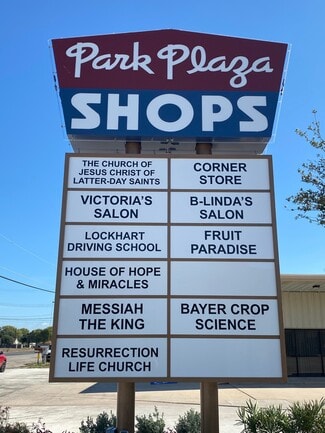 Park Plaza
SHOPS
THE CHURCH OF
JESUS CHRIST OF
LATTER-DAY SAINTS
CORNER
STORE
VICTORIA'S
SALON
B-LINDA'S
SALON
LOCKHART
DRIVING SCHOOL
FRUIT
PARADISE
HOUSE OF HOPE
& MIRACLES
MESSIAH
THE KING
BAYER CROP
SCIENCE
RESURRECTION
LIFE CHURCH